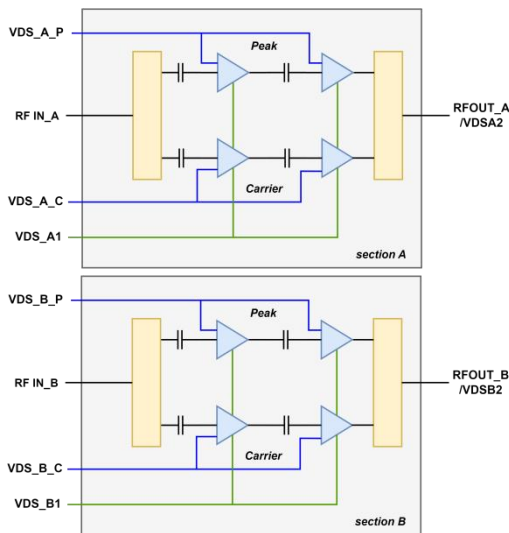 VDS_A_P
Peak
RF IN_A
RFOUT_A
/VDSA2
VDS_A_C
Carrier
VDS_A1
section A
VDS_B_P
Peak
RF IN_B
RFOUT_B
/VDSB2
VDS_B_C
Carrier
VDS_B1
section B